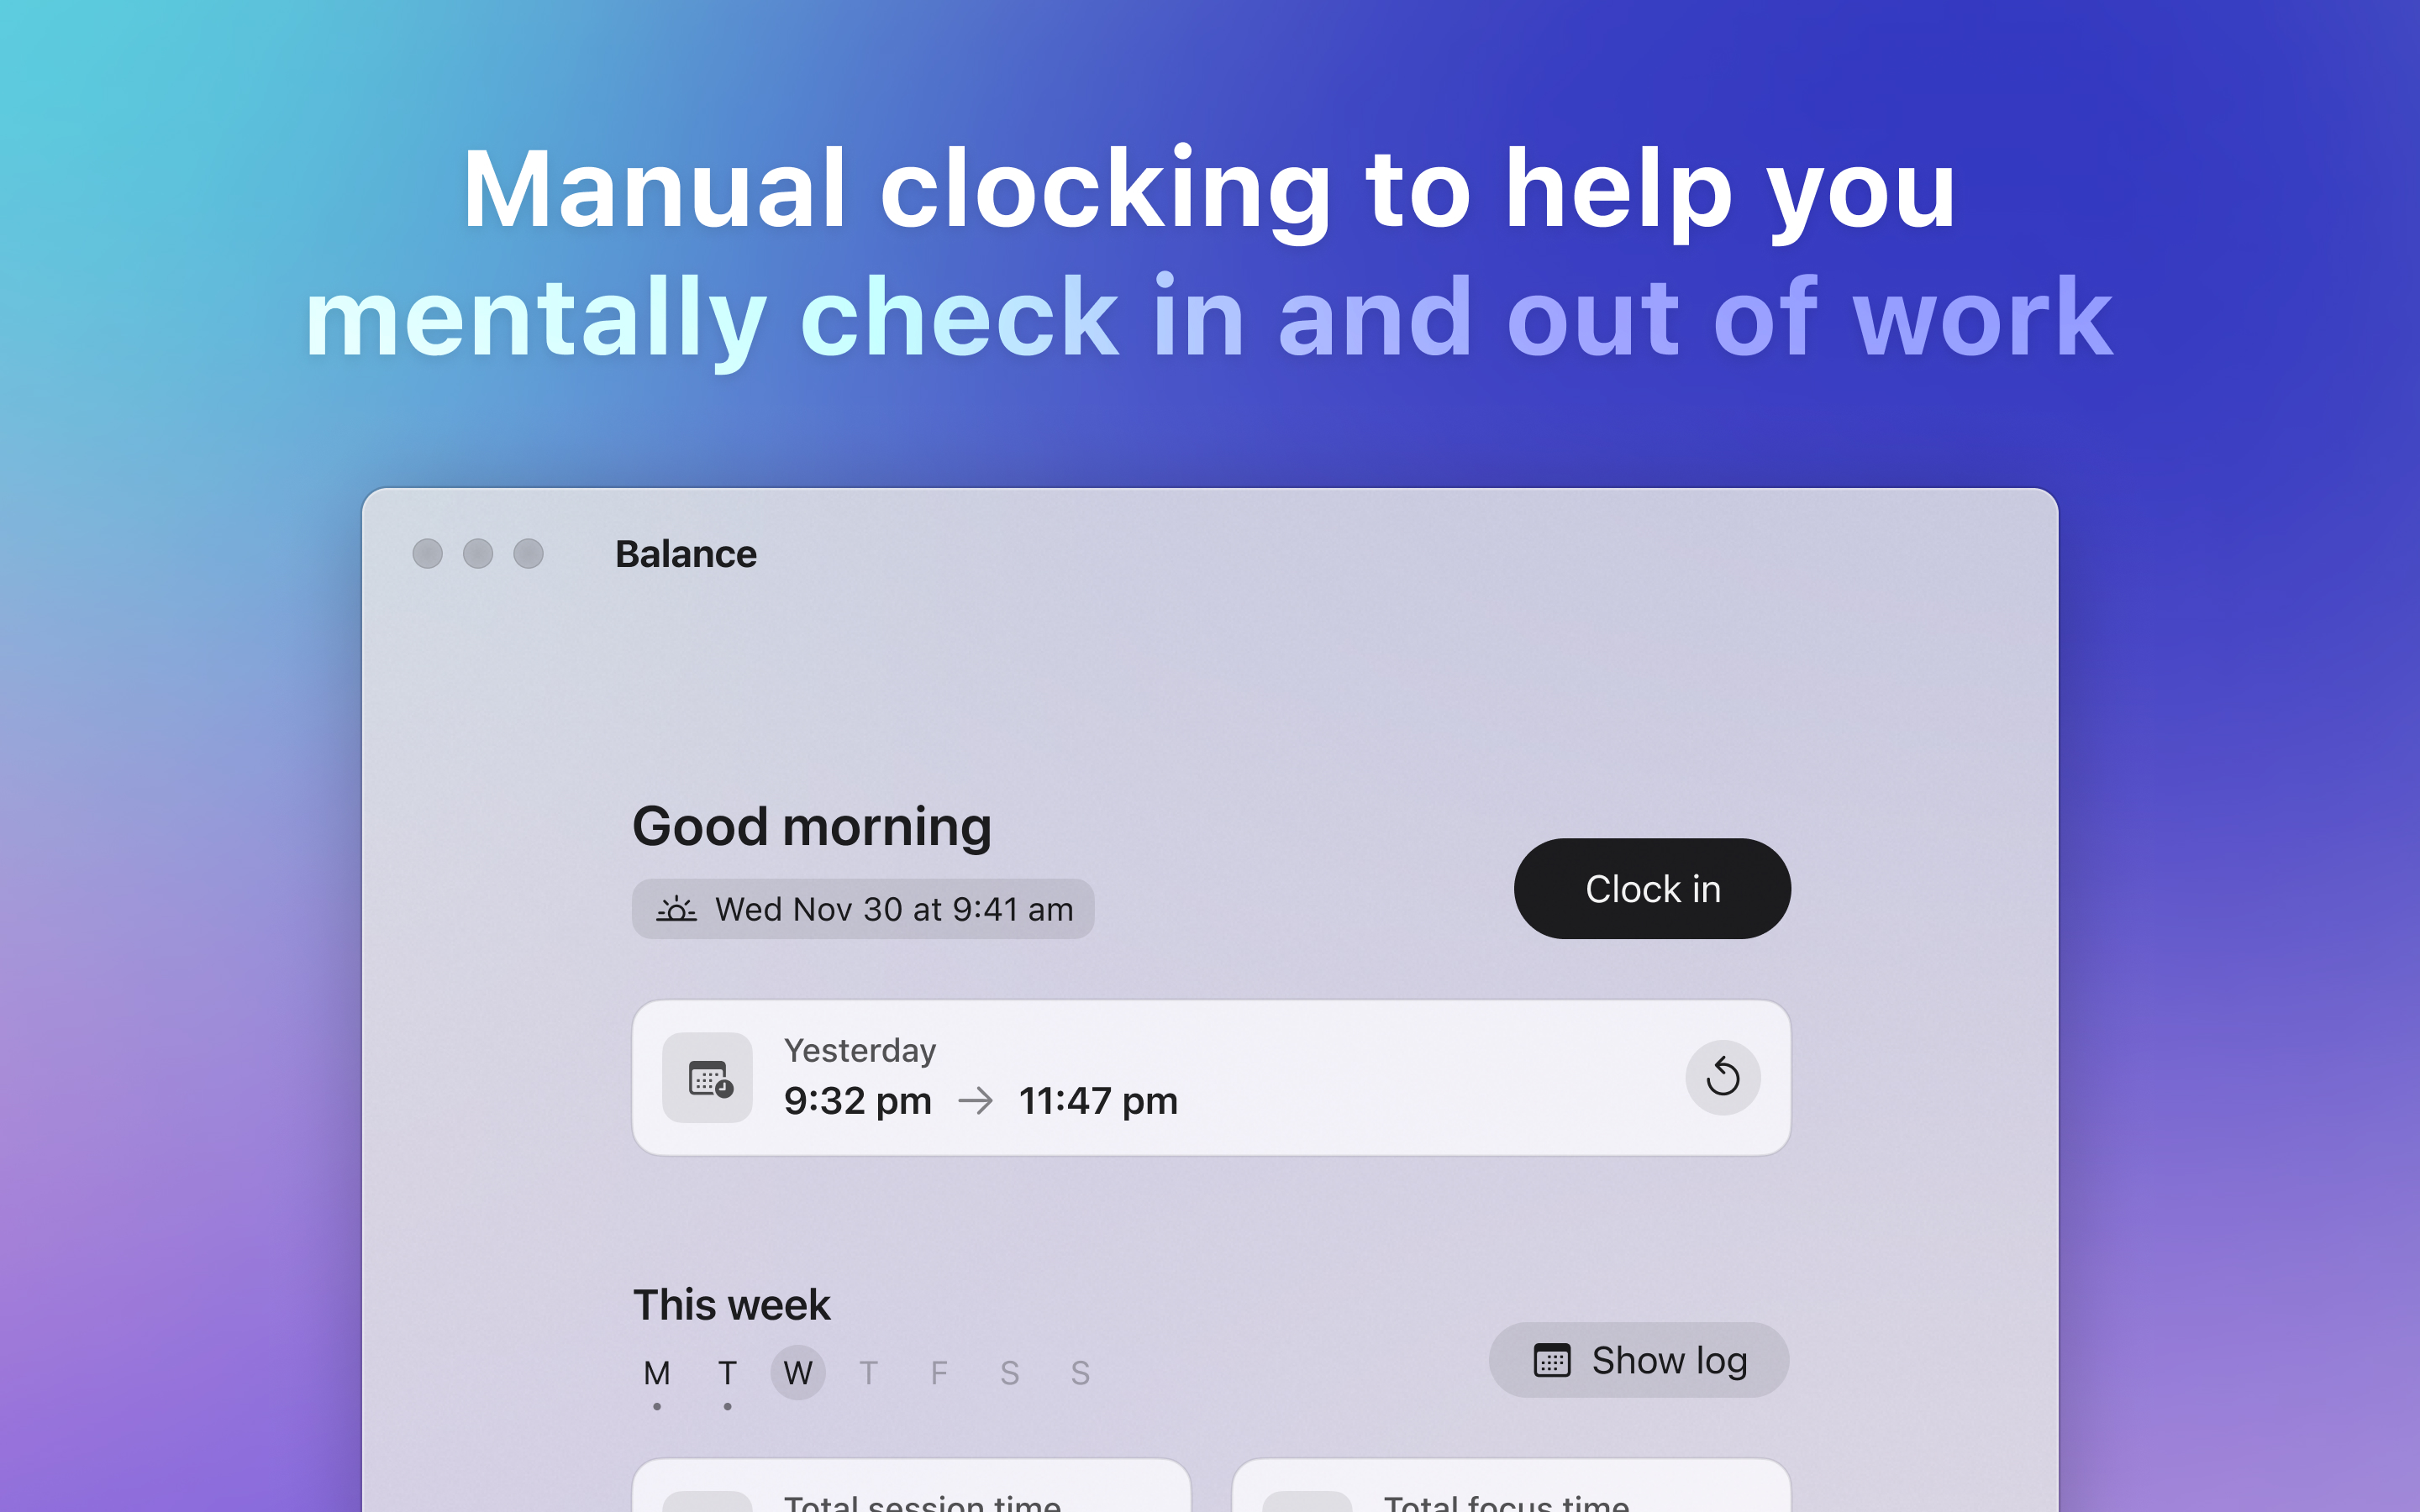 Manual clocking to help you
mentally check in and out of work
Balance
Good morning
Wed Nov 30 at 9:41 am
Clock in
Yesterday
9:32 pm → 11:47 pm
This week
M T W T F S S
Show log
Total session time
Total focus time